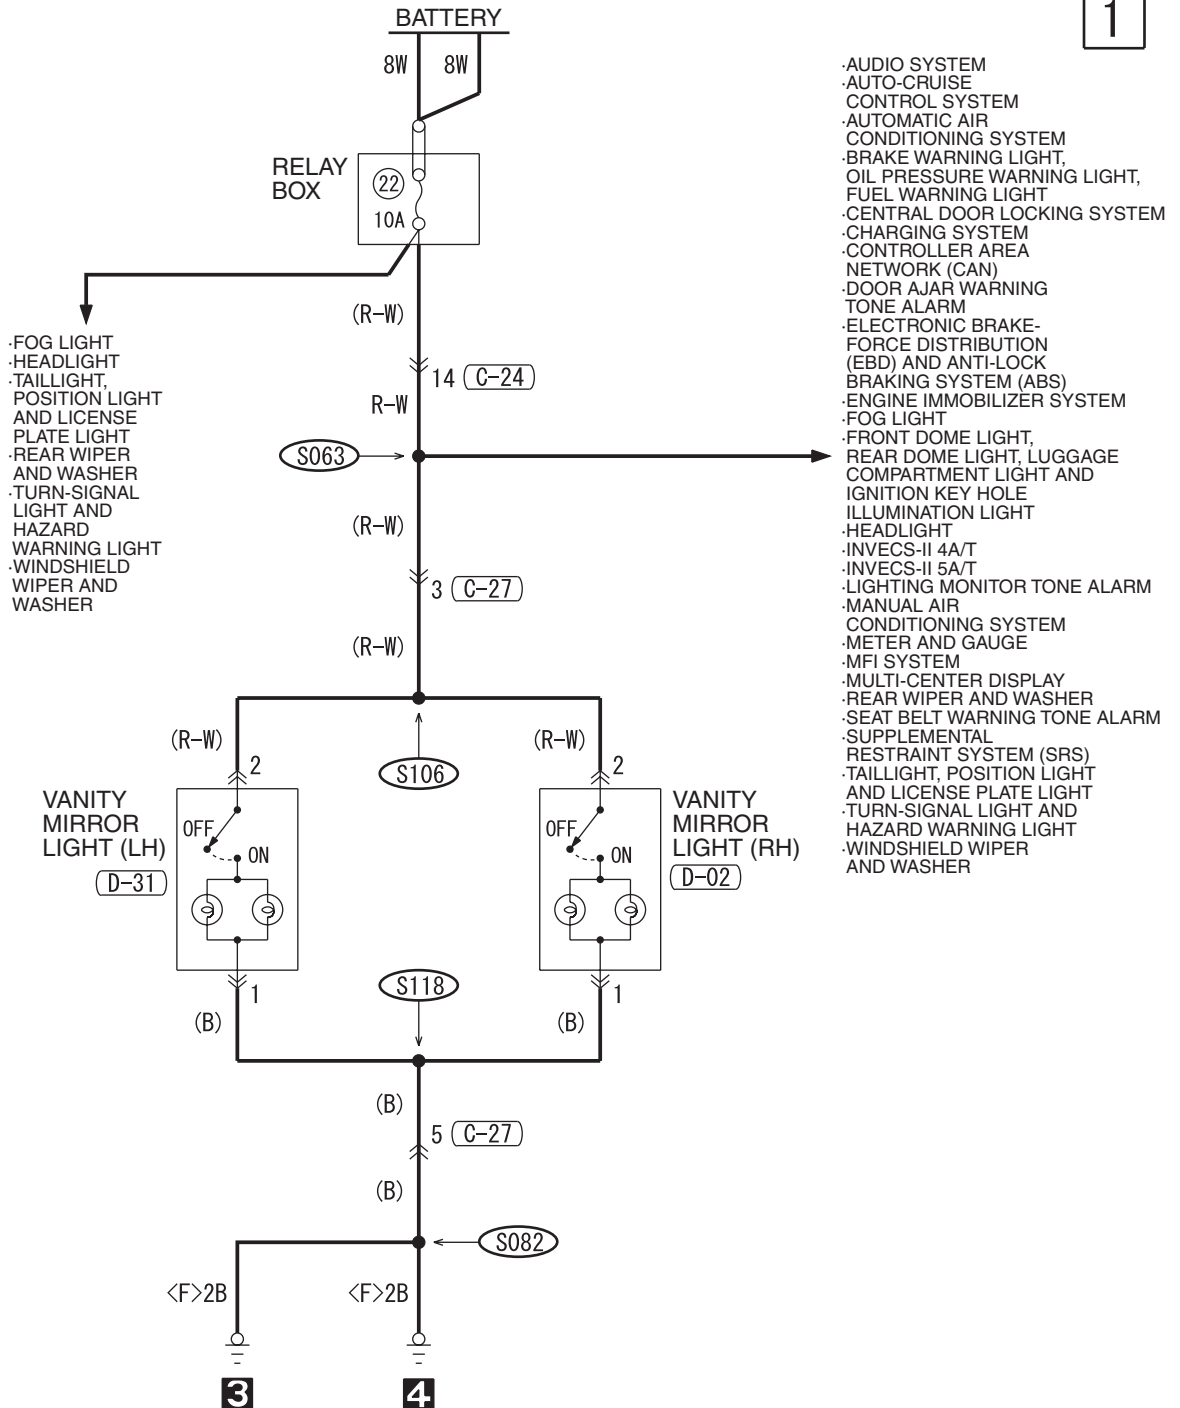 BATTERY
1
8W
8W
RELAY
BOX
22
10A
·FOG LIGHT
·HEADLIGHT
·TAILLIGHT,
POSITION LIGHT
AND LICENSE
PLATE LIGHT
·REAR WIPER
AND WASHER
·TURN-SIGNAL
LIGHT AND
HAZARD
WARNING LIGHT
·WINDSHIELD
WIPER AND
WASHER
(R-W)
14 C-24
R-W
S063
(R-W)
3 C-27
(R-W)
·AUDIO SYSTEM
·AUTO-CRUISE
CONTROL SYSTEM
·AUTOMATIC AIR
CONDITIONING SYSTEM
·BRAKE WARNING LIGHT,
OIL PRESSURE WARNING LIGHT,
FUEL WARNING LIGHT
·CENTRAL DOOR LOCKING SYSTEM
·CHARGING SYSTEM
·CONTROLLER AREA
NETWORK (CAN)
·DOOR AJAR WARNING
TONE ALARM
·ELECTRONIC BRAKE-
FORCE DISTRIBUTION
(EBD) AND ANTI-LOCK
BRAKING SYSTEM (ABS)
·ENGINE IMMOBILIZER SYSTEM
·FOG LIGHT
·FRONT DOME LIGHT,
REAR DOME LIGHT, LUGGAGE
COMPARTMENT LIGHT AND
IGNITION KEY HOLE
ILLUMINATION LIGHT
·HEADLIGHT
·INVECS-II 4A/T
·INVECS-II 5A/T
·LIGHTING MONITOR TONE ALARM
·MANUAL AIR
CONDITIONING SYSTEM
·METER AND GAUGE
·MFI SYSTEM
·MULTI-CENTER DISPLAY
·REAR WIPER AND WASHER
·SEAT BELT WARNING TONE ALARM
·SUPPLEMENTAL
RESTRAINT SYSTEM (SRS)
·TAILLIGHT, POSITION LIGHT
AND LICENSE PLATE LIGHT
·TURN-SIGNAL LIGHT AND
HAZARD WARNING LIGHT
·WINDSHIELD WIPER
AND WASHER
(R-W)
2
S106
(R-W)
2
VANITY
MIRROR
LIGHT (LH)
D-31
OFF
ON
OFF
ON
VANITY
MIRROR
LIGHT (RH)
D-02
1
(B)
S118
1
(B)
(B)
5 C-27
(B)
S082
<F>2B
<F>2B
3
4